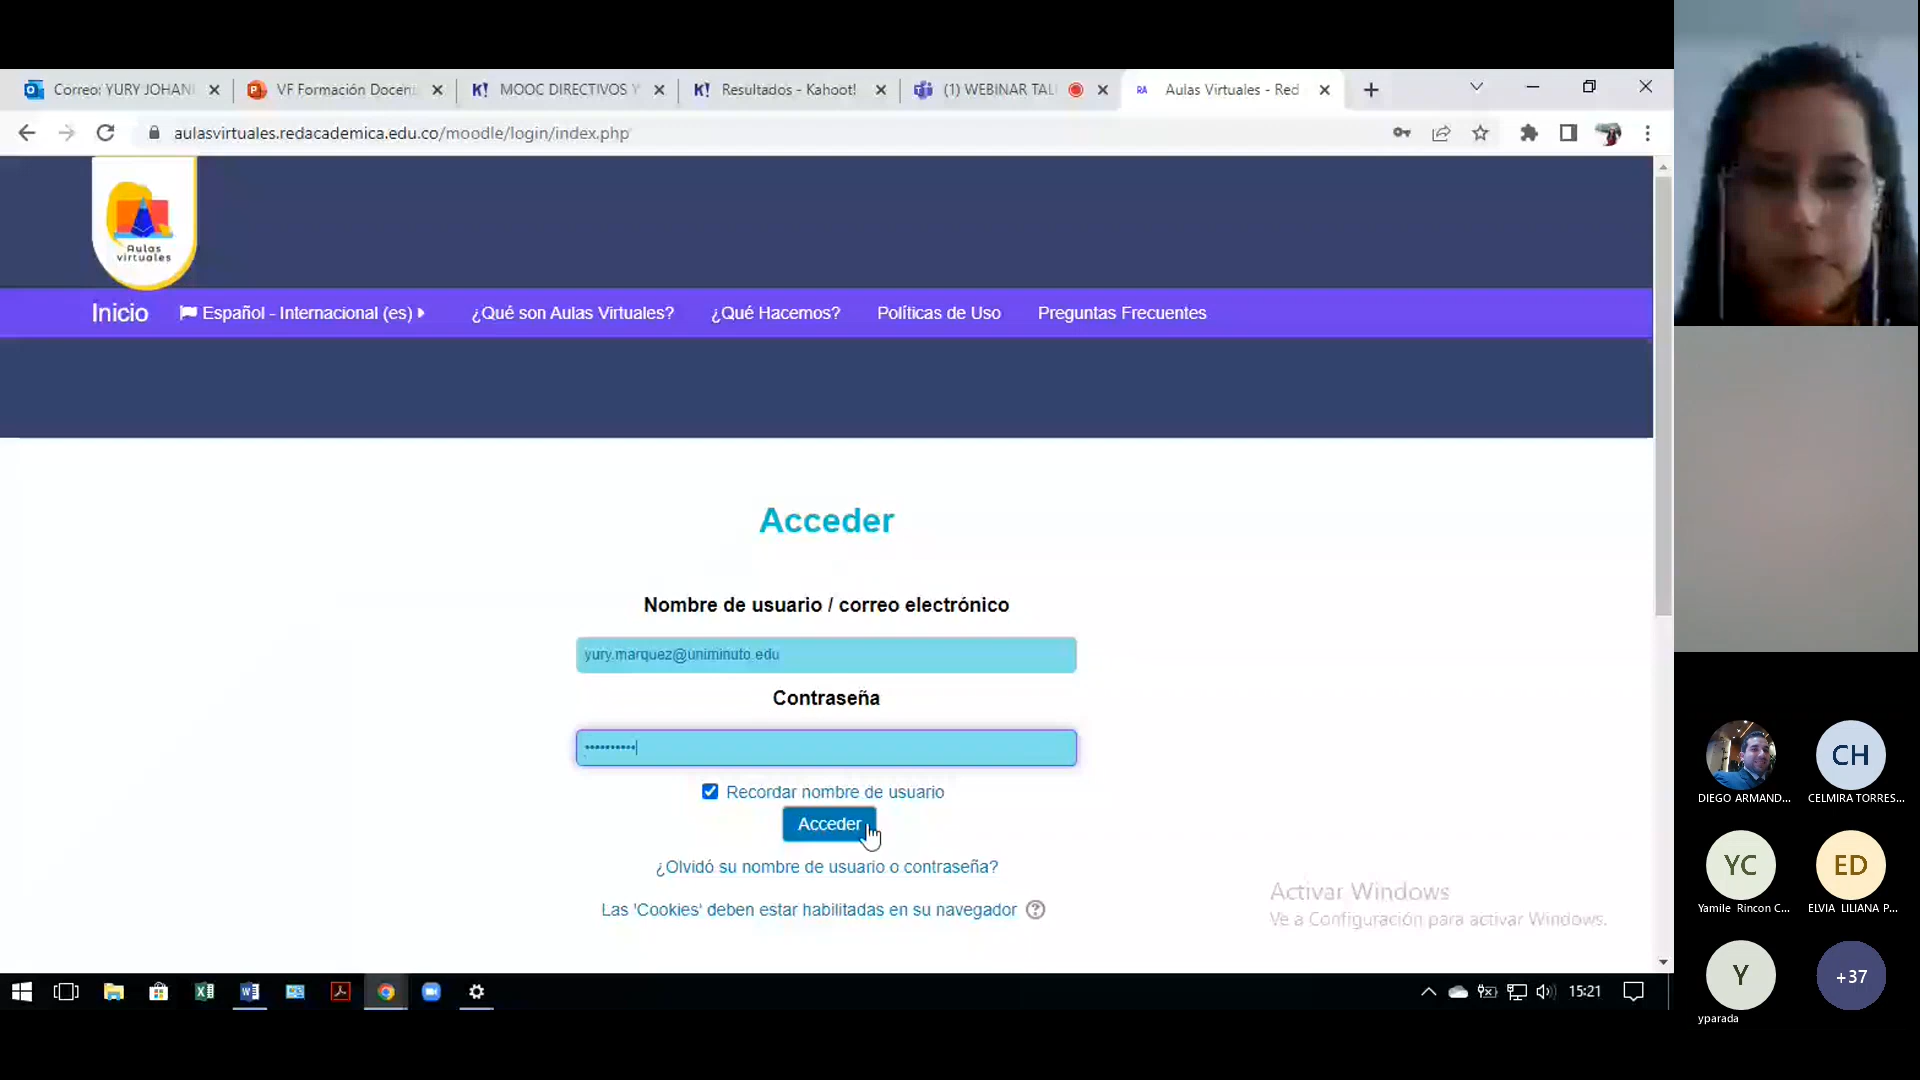 Correo: YURY JOHAN
VF Formación Docen
MOOC DIRECTIVOS Y
Resultados - Kahoot!
(1) WEBINAR TAL
RA
Aulas Virtuales - Red
aulasvirtuales.redacademica.edu.co/moodle/login/index.php
Aulas
virtuales
Inicio
Español - Internacional (es)
¿Qué son Aulas Virtuales?
¿Qué Hacemos?
Políticas de Uso
Preguntas Frecuentes
Acceder
Nombre de usuario / correo electrónico
yury.marquez@uniminuto.edu
Contraseña
••••••••••
Recordar nombre de usuario
Acceder
¿Olvidó su nombre de usuario o contraseña?
Las 'Cookies' deben estar habilitadas en su navegador
Activar Windows
Ve a Configuración para activar Windows.
15:21
DIEGO ARMAND...
CH
CELMIRA TORRES...
YC
Yamile Rincon C...
ED
ELVIA LILIANA P...
Y
yparada
+37